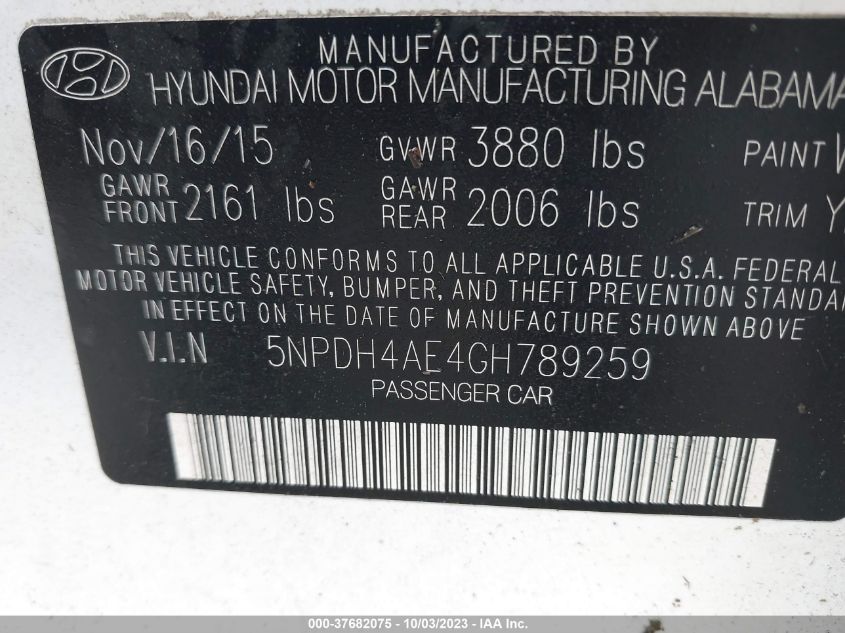 MANUFACTURED BY
HYUNDAI MOTOR MANUFACTURING ALABAMA
Nov/16/15 GVWR 3880 lbs PAINT
GAWR FRONT 2161 lbs GAWR REAR 2006 lbs TRIM
THIS VEHICLE CONFORMS TO ALL APPLICABLE U.S.A. FEDERAL
MOTOR VEHICLE SAFETY, BUMPER, AND THEFT PREVENTION STANDA
IN EFFECT ON THE DATE OF MANUFACTURE SHOWN ABOVE
V.I.N 5NPDH4AE4GH789259
PASSENGER CAR
000-37682075 - 10/03/2023 - IAA Inc.